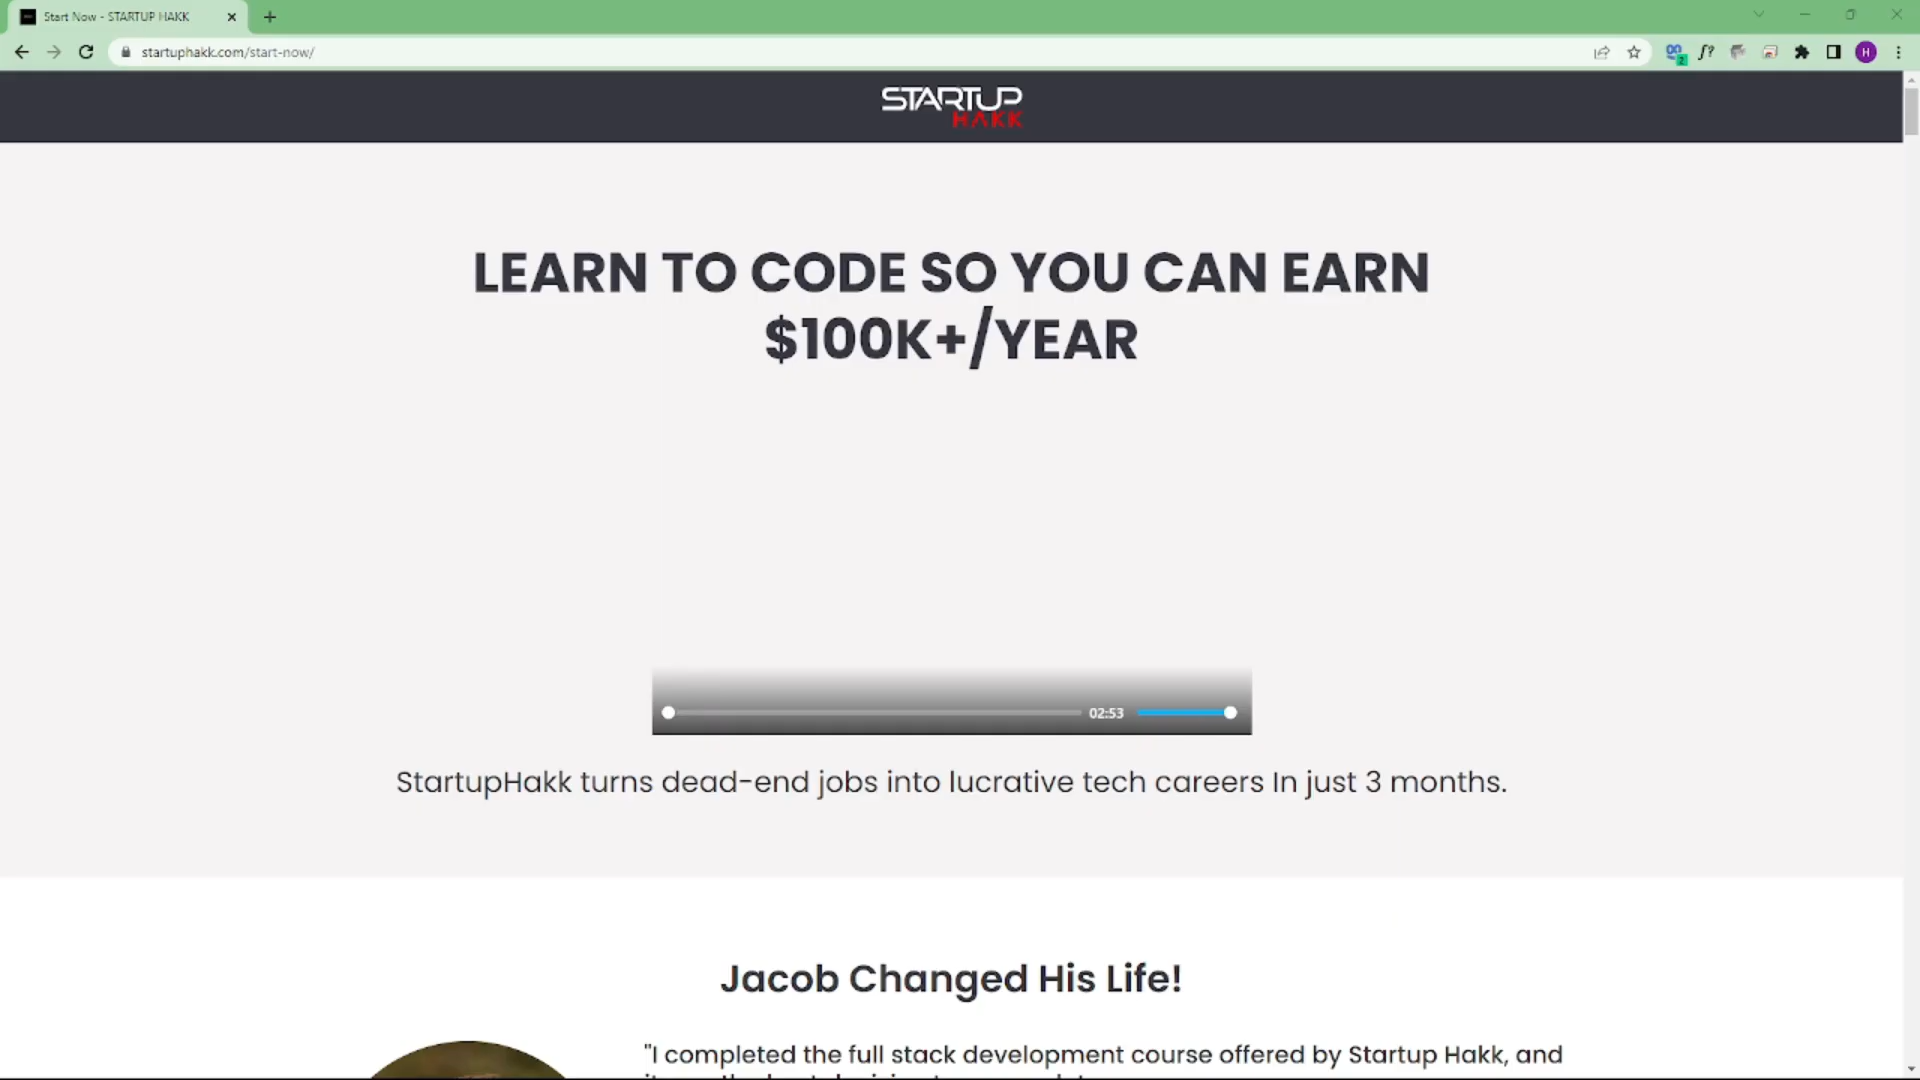 Start Now - STARTUP HAKK
startuphakk.com/start-now/
2
f?
H
STARTUP
HAKK
LEARN TO CODE SO YOU CAN EARN
$100K+/YEAR
02:53
StartupHakk turns dead-end jobs into lucrative tech careers In just 3 months.
Jacob Changed His Life!
"I completed the full stack development course offered by Startup Hakk, and